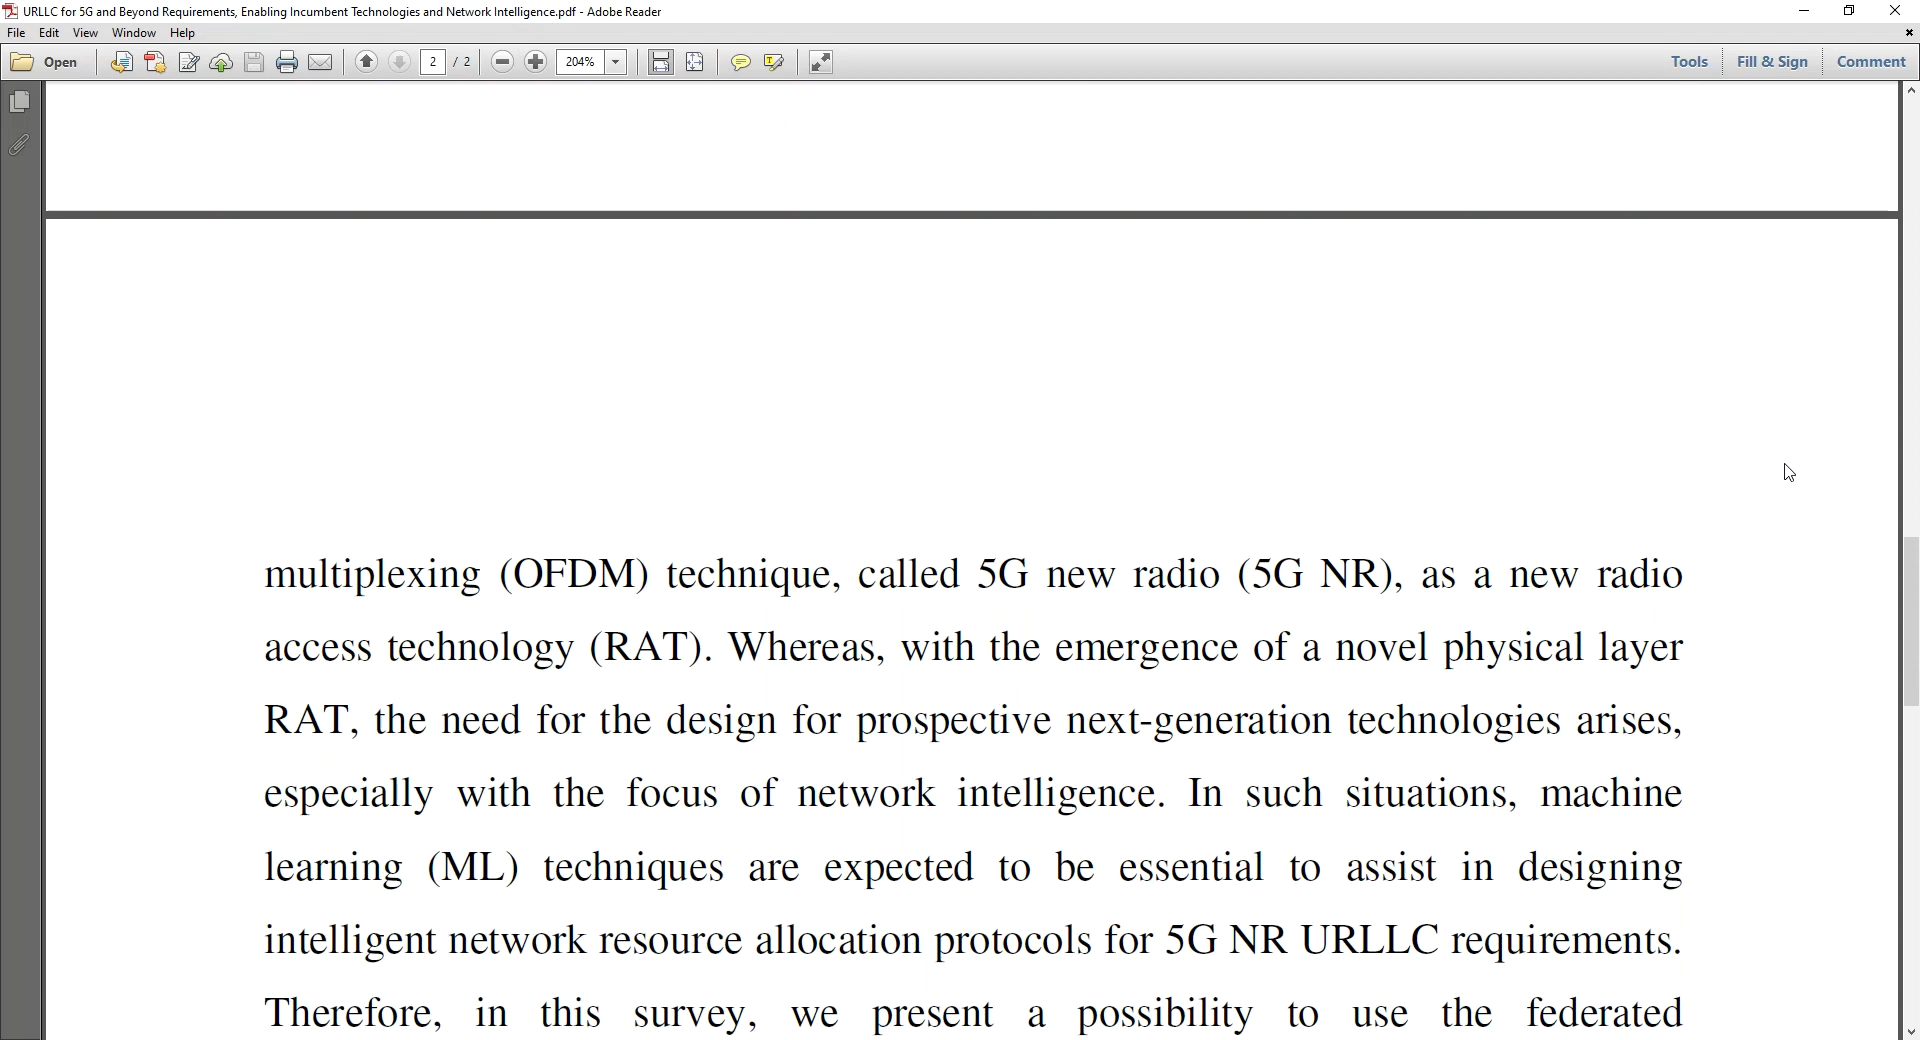 URLLC for 5G and Beyond Requirements, Enabling Incumbent Technologies and Network Intelligence.pdf - Adobe Reader
File Edit View Window Help
Open 2 / 2 204% Tools Fill & Sign Comment
multiplexing (OFDM) technique, called 5G new radio (5G NR), as a new radio
access technology (RAT). Whereas, with the emergence of a novel physical layer
RAT, the need for the design for prospective next-generation technologies arises,
especially with the focus of network intelligence. In such situations, machine
learning (ML) techniques are expected to be essential to assist in designing
intelligent network resource allocation protocols for 5G NR URLLC requirements.
Therefore, in this survey, we present a possibility to use the federated